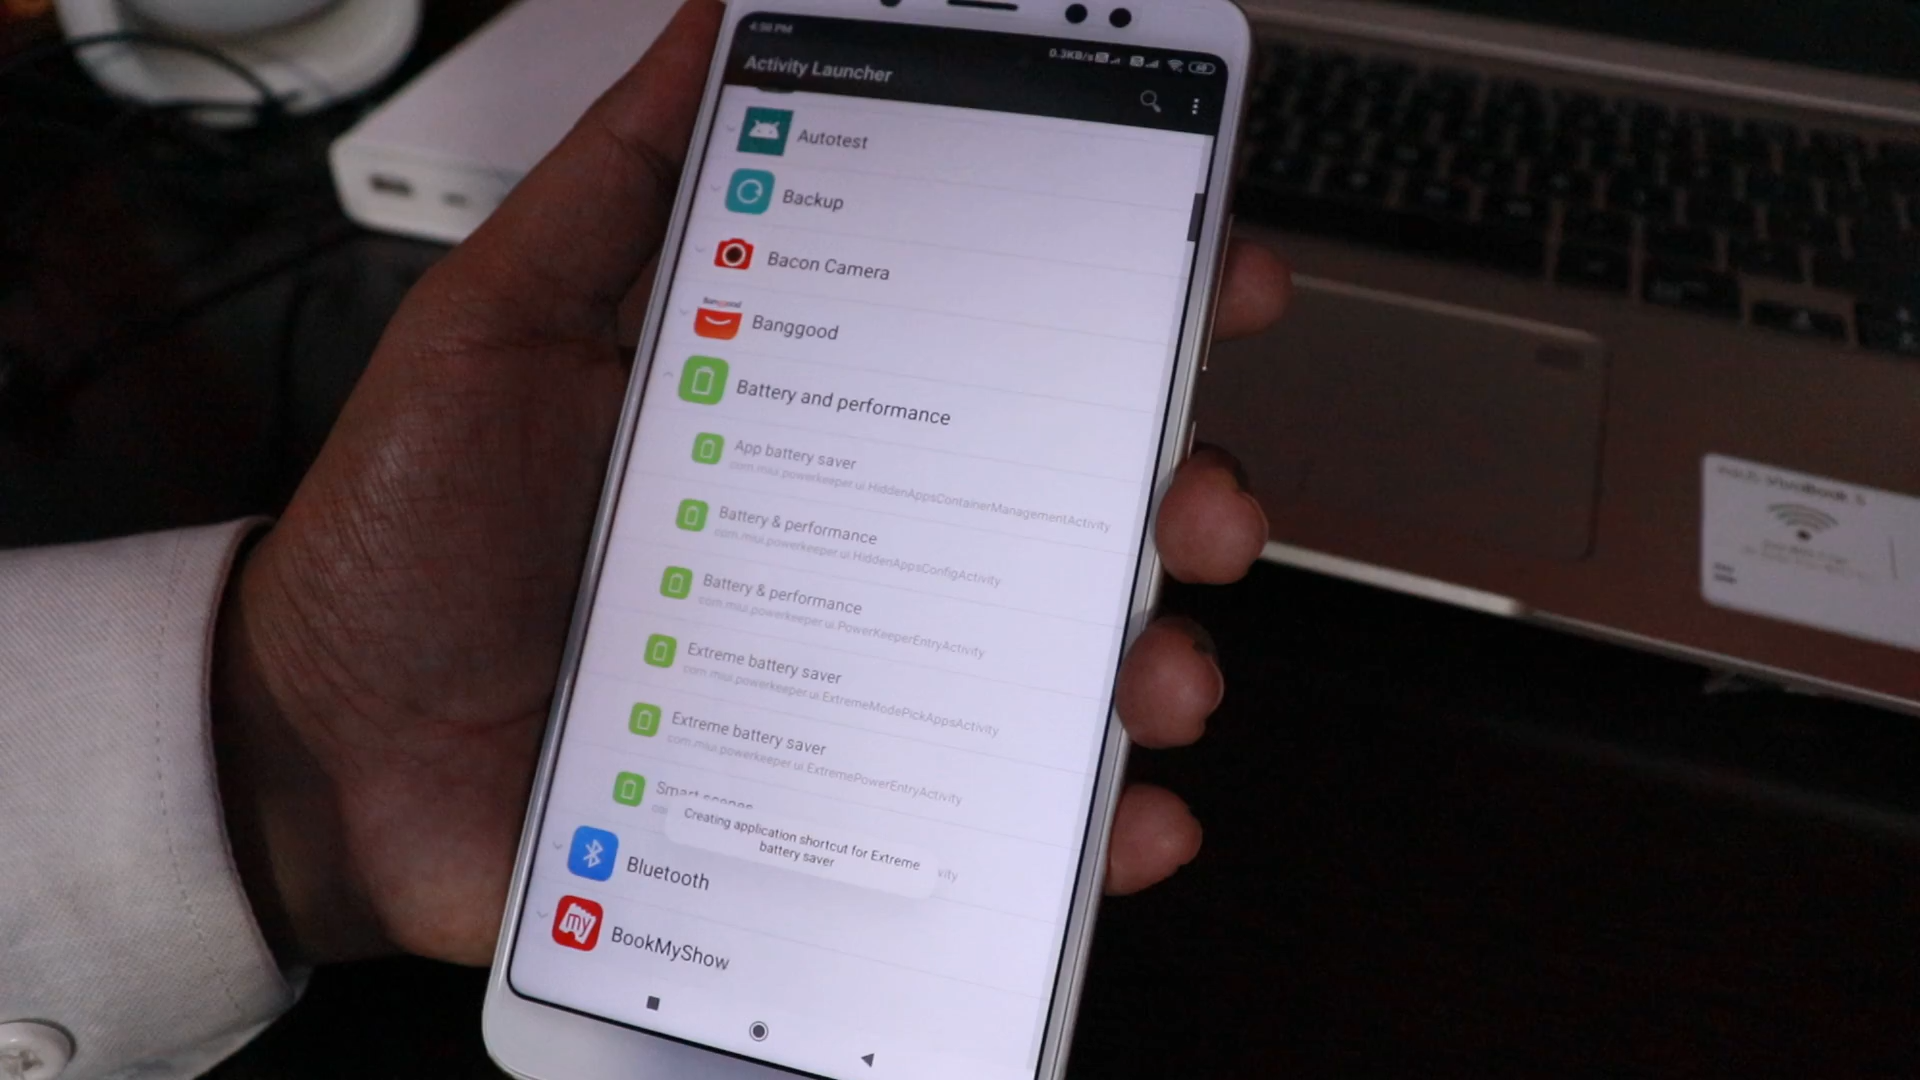 4:58 PM
0.3KB/s
Activity Launcher
Autotest
Backup
Bacon Camera
Banggood
Battery and performance
App battery saver
com.miui.powerkeeper.ui.HiddenAppsContainerManagementActivity
Battery & performance
com.miui.powerkeeper.ui.HiddenAppsConfigActivity
Battery & performance
com.miui.powerkeeper.ui.PowerKeeperEntryActivity
Extreme battery saver
com.miui.powerkeeper.ui.ExtremeModePickAppsActivity
Extreme battery saver
com.miui.powerkeeper.ui.ExtremePowerEntryActivity
Smart scenes
Creating application shortcut for Extreme
battery saver
vity
Bluetooth
my
BookMyShow
VivoBook S